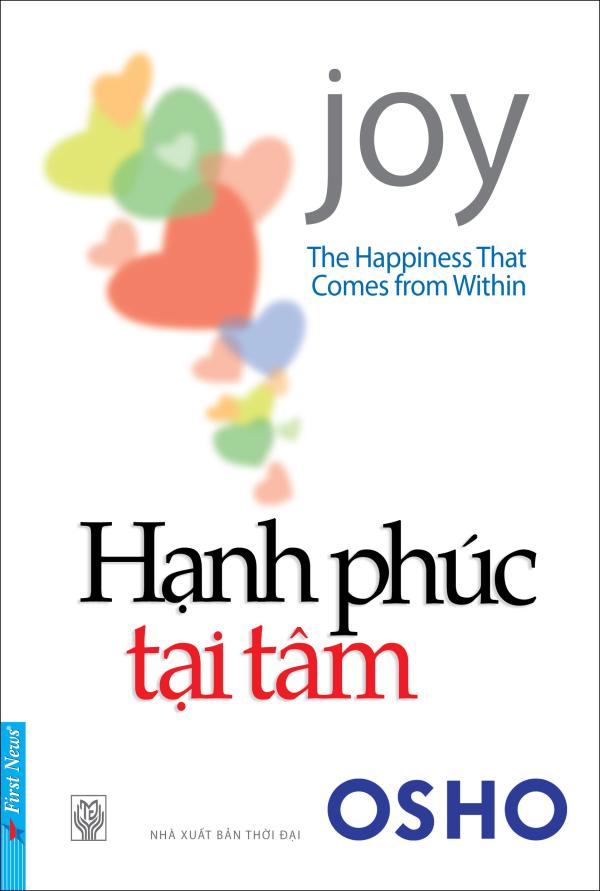 joy
The Happiness That
Comes from Within
Hạnh phúc
tại tâm
First News®
NHÀ XUẤT BẢN THỜI ĐẠI
OSHO